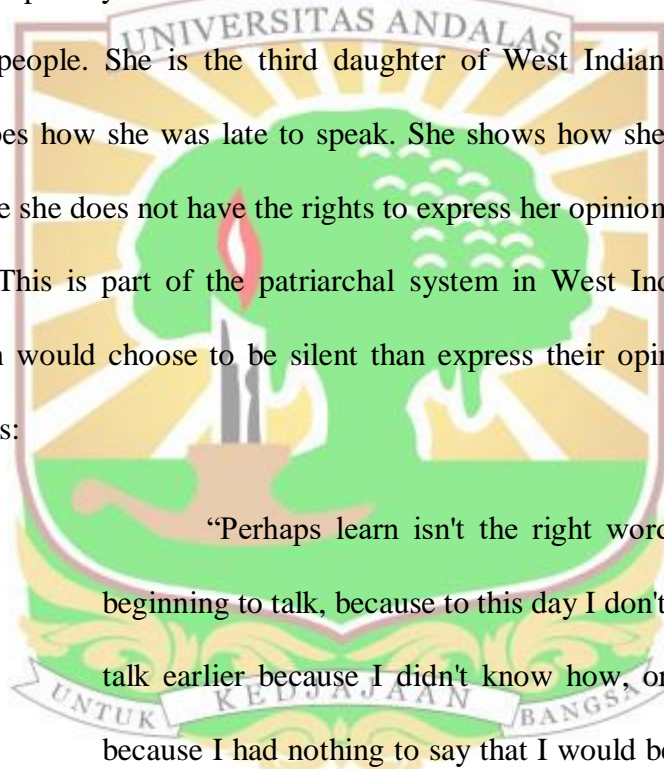 UNIVERSITAS ANDALAS
people. She is the third daughter of West Indian
how she was late to speak. She shows how she
she does not have the rights to express her opinion
This is part of the patriarchal system in West
would choose to be silent than express their
“Perhaps learn isn't the right word
beginning to talk, because to this day I don't
talk earlier because I didn't know how, or
UNTUK KEDJAJAAN BANGSA
because I had nothing to say that I would be